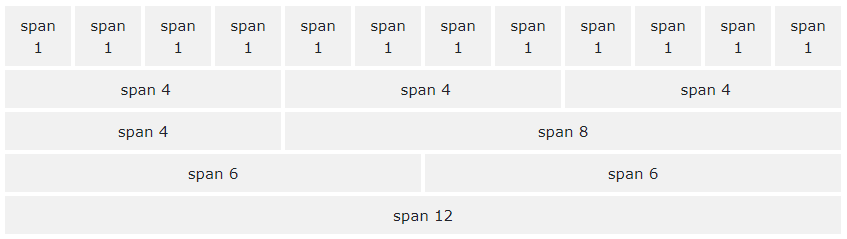 span span span span span span span span span span span span
1 1 1 1 1 1 1 1 1 1 1 1
span 4 span 4 span 4
span 4 span 8
span 6 span 6
span 12